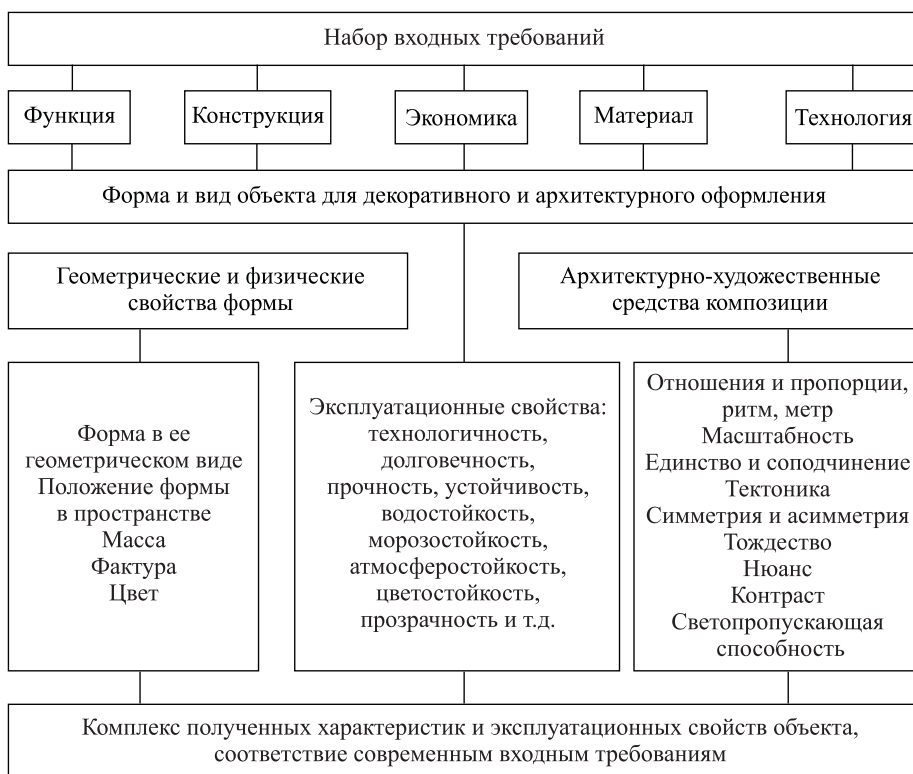 Набор входных требований
Функция
Конструкция
Экономика
Материал
Технология
Форма и вид объекта для декоративного и архитектурного оформления
Геометрические и физические
свойства формы
Архитектурно-художественные
средства композиции
Форма в ее
геометрическом виде
Положение формы
в пространстве
Масса
Фактура
Цвет
Эксплуатационные свойства:
технологичность,
долговечность,
прочность, устойчивость,
водостойкость,
морозостойкость,
атмосферостойкость,
цветостойкость,
прозрачность и т.д.
Отношения и пропорции,
ритм, метр
Масштабность
Единство и соподчинение
Тектоника
Симметрия и асимметрия
Тождество
Нюанс
Контраст
Светопропускающая
способность
Комплекс полученных характеристик и эксплуатационных свойств объекта,
соответствие современным входным требованиям